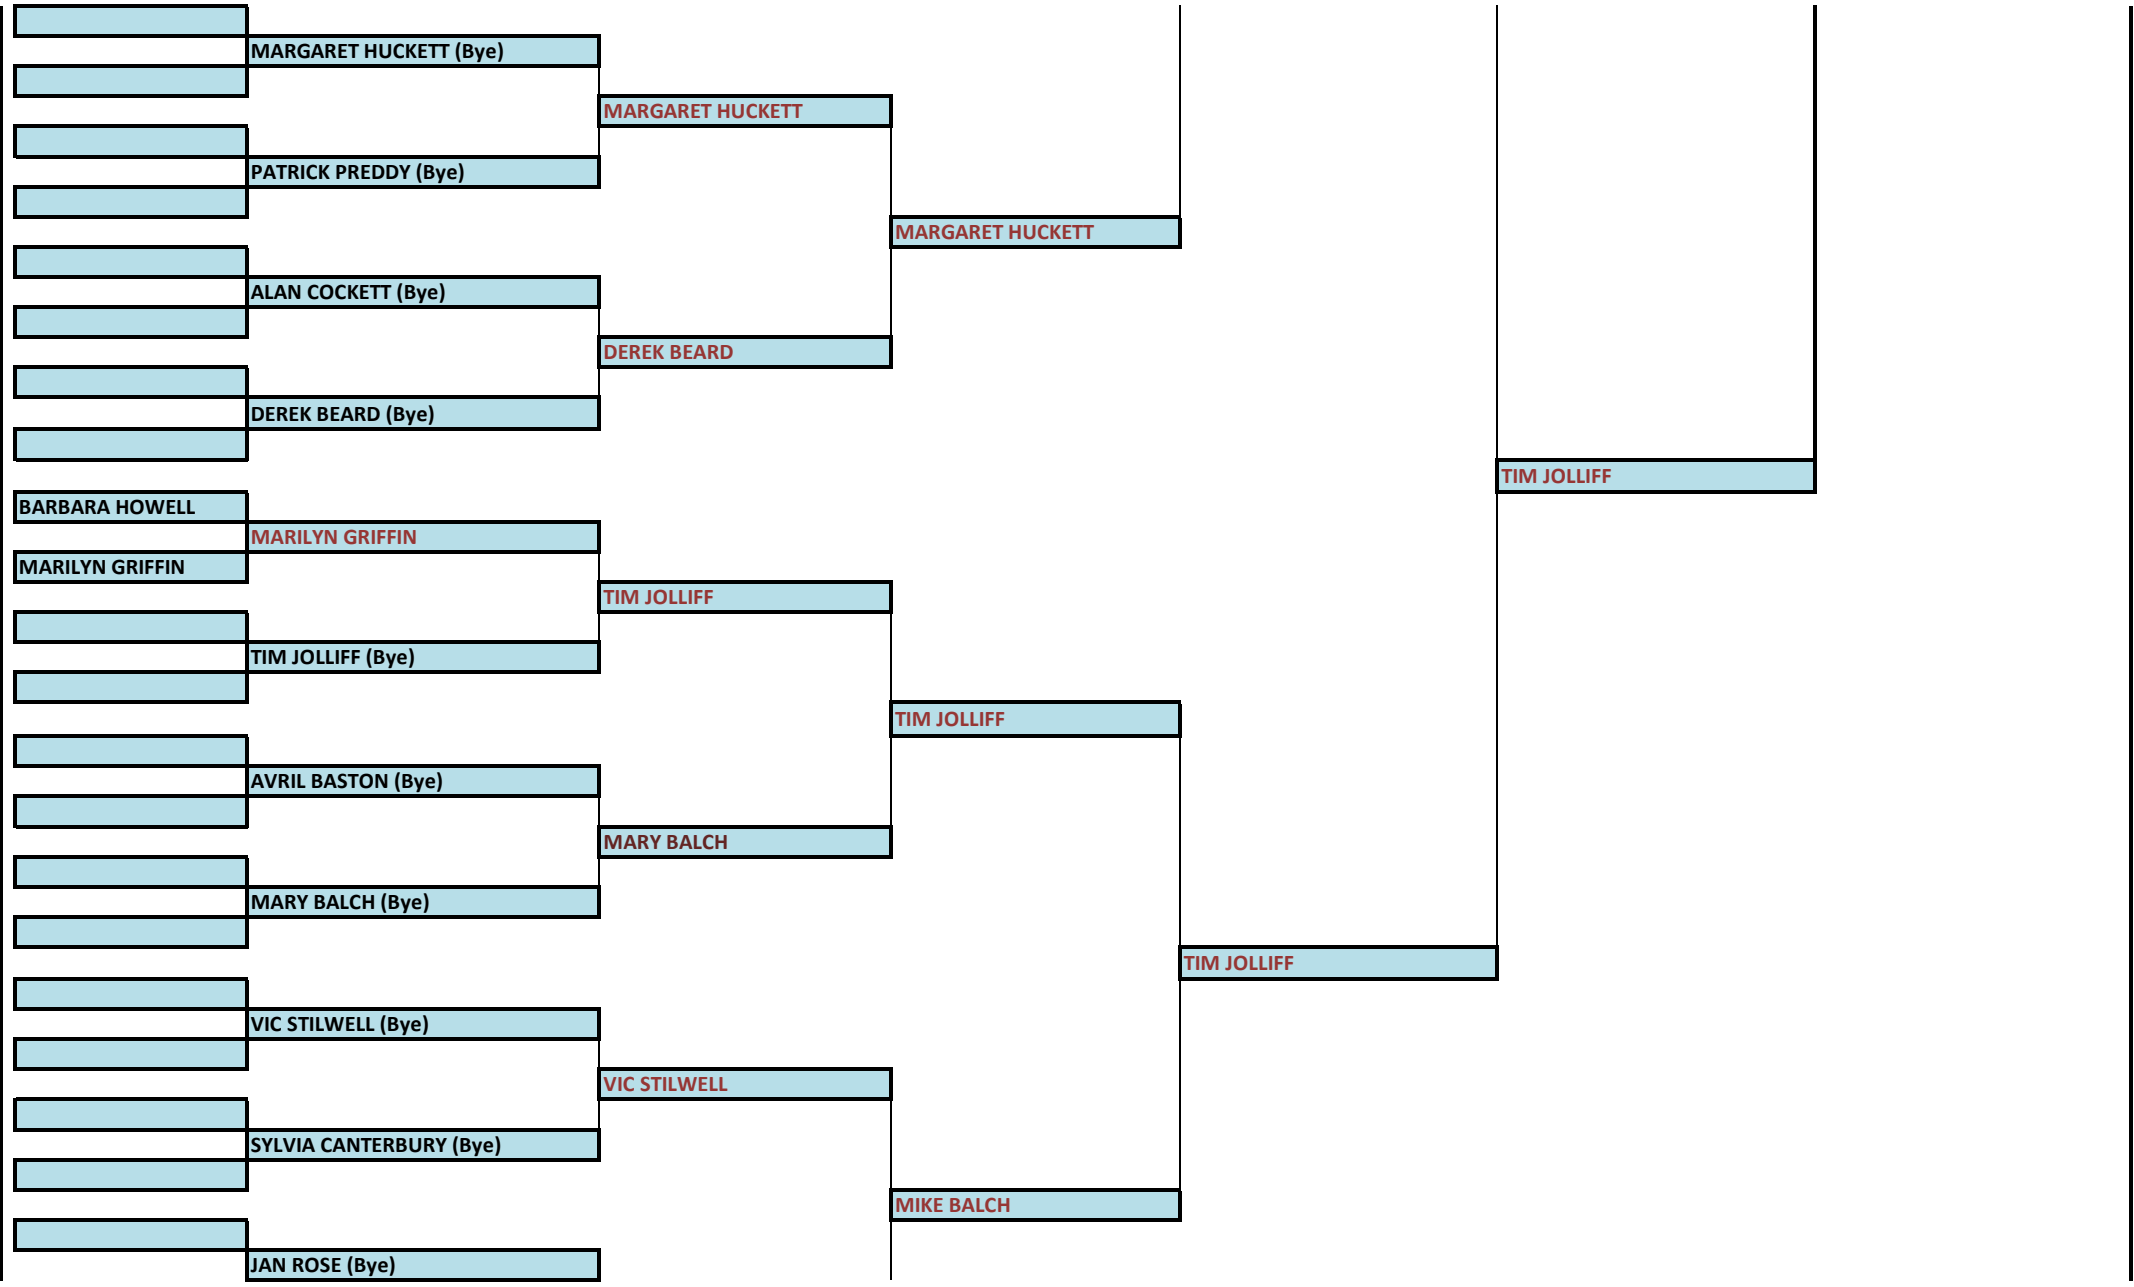 MARGARET HUCKETT (Bye)
MARGARET HUCKETT
PATRICK PREDDY (Bye)
MARGARET HUCKETT
ALAN COCKETT (Bye)
DEREK BEARD
DEREK BEARD (Bye)
TIM JOLLIFF
BARBARA HOWELL
MARILYN GRIFFIN
MARILYN GRIFFIN
TIM JOLLIFF
TIM JOLLIFF (Bye)
TIM JOLLIFF
AVRIL BASTON (Bye)
MARY BALCH
MARY BALCH (Bye)
TIM JOLLIFF
VIC STILWELL (Bye)
VIC STILWELL
SYLVIA CANTERBURY (Bye)
MIKE BALCH
JAN ROSE (Bye)